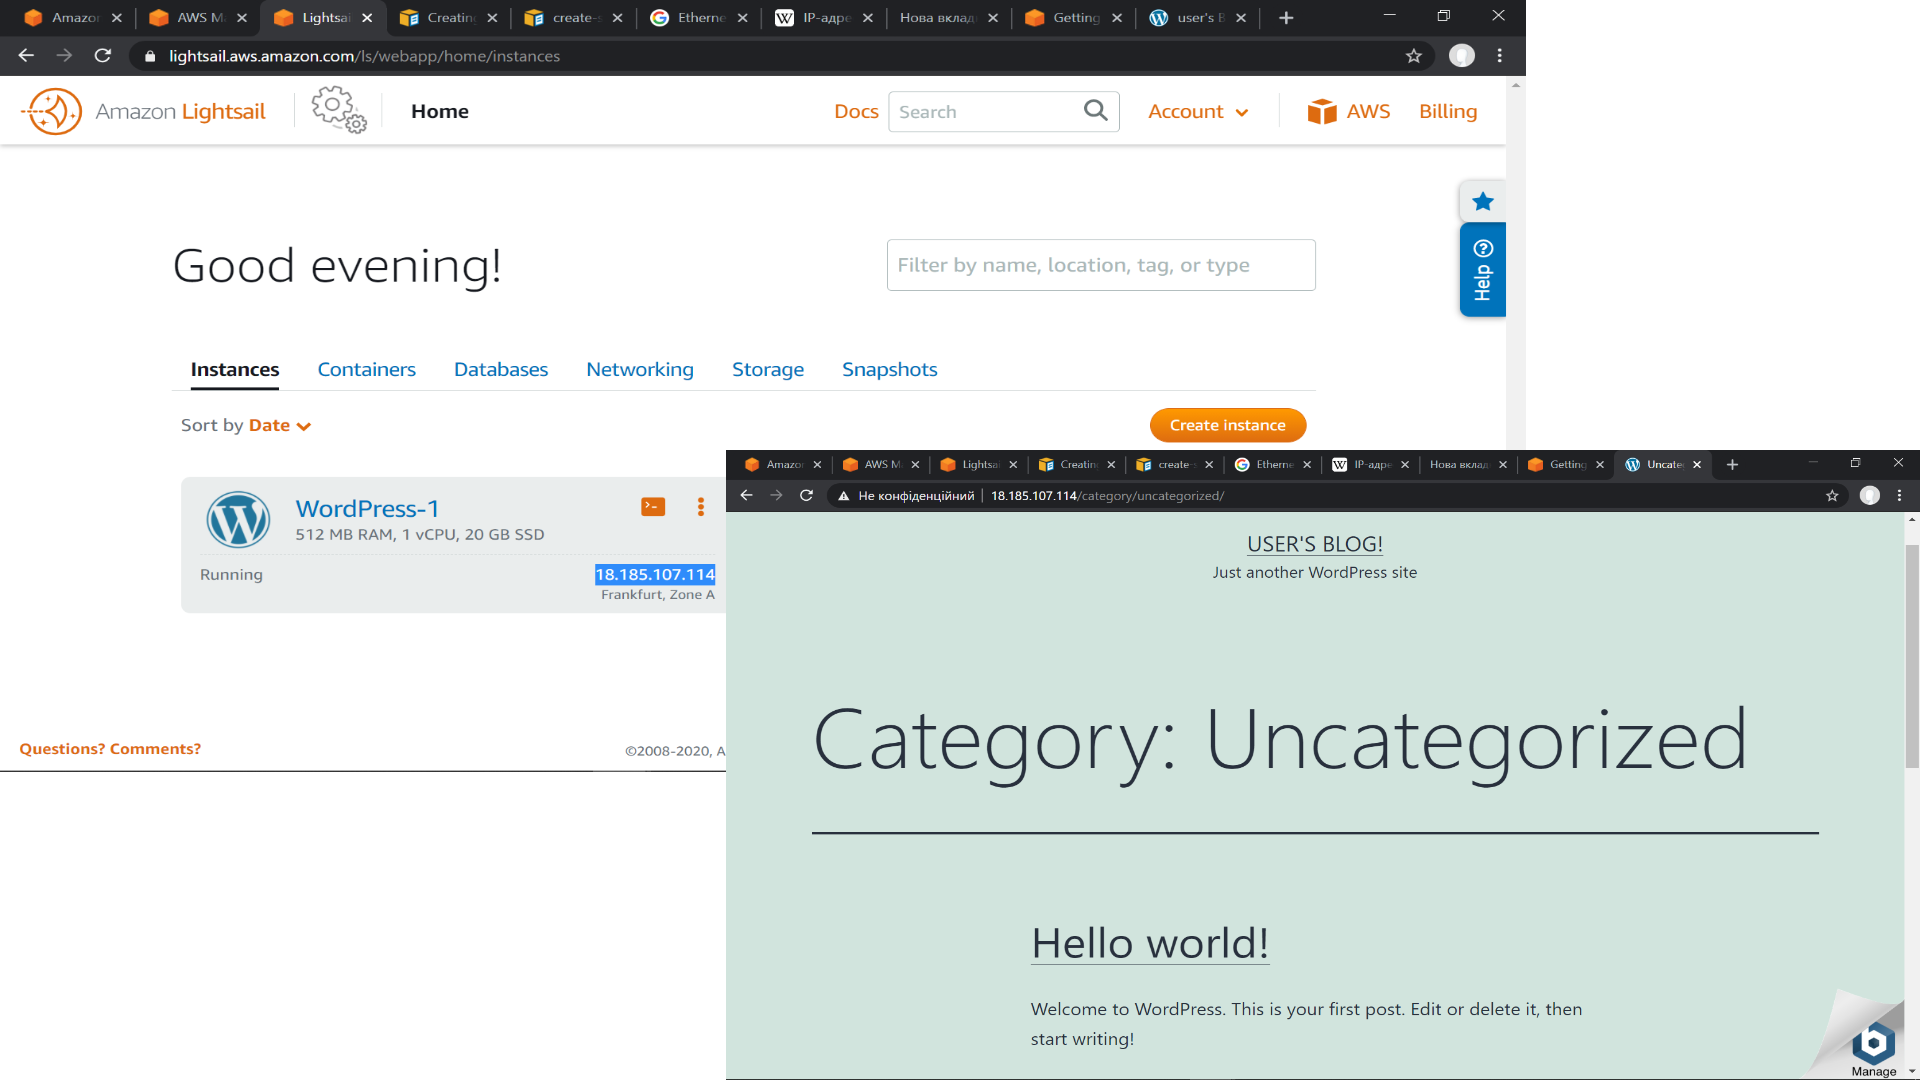 Amazor
AWS Ma
Lightsai
Creating
create-s
Etherne
IP-адре
Нова вклад
Getting
user's B
lightsail.aws.amazon.com/ls/webapp/home/instances
Amazon Lightsail
Home
Docs
Search
Account
AWS
Billing
Help
Good evening!
Filter by name, location, tag, or type
Instances
Containers
Databases
Networking
Storage
Snapshots
Sort by Date
Create instance
WordPress-1
512 MB RAM, 1 vCPU, 20 GB SSD
Running
18.185.107.114
Frankfurt, Zone A
Questions? Comments?
©2008-2020, A
Amazor
AWS Ma
Lightsai
Creating
create-s
Etherne
IP-адре
Нова вклад
Getting
Uncate
Не конфіденційний
18.185.107.114/category/uncategorized/
USER'S BLOG!
Just another WordPress site
Category: Uncategorized
Hello world!
Welcome to WordPress. This is your first post. Edit or delete it, then
start writing!
Manage